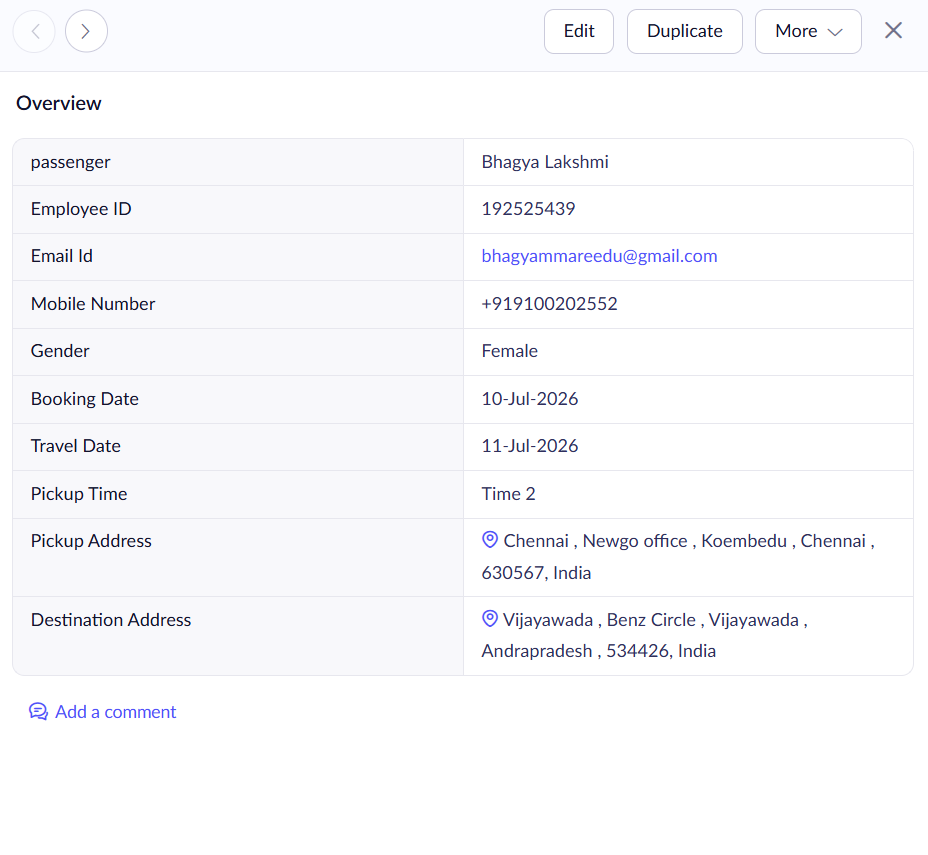 Edit Duplicate More
Overview
passenger Bhagya Lakshmi
Employee ID 192525439
Email Id bhagyammareedu@gmail.com
Mobile Number +919100202552
Gender Female
Booking Date 10-Jul-2026
Travel Date 11-Jul-2026
Pickup Time Time 2
Pickup Address Chennai , Newgo office , Koembedu , Chennai ,
630567, India
Destination Address Vijayawada , Benz Circle , Vijayawada ,
Andrapradesh , 534426, India
Add a comment